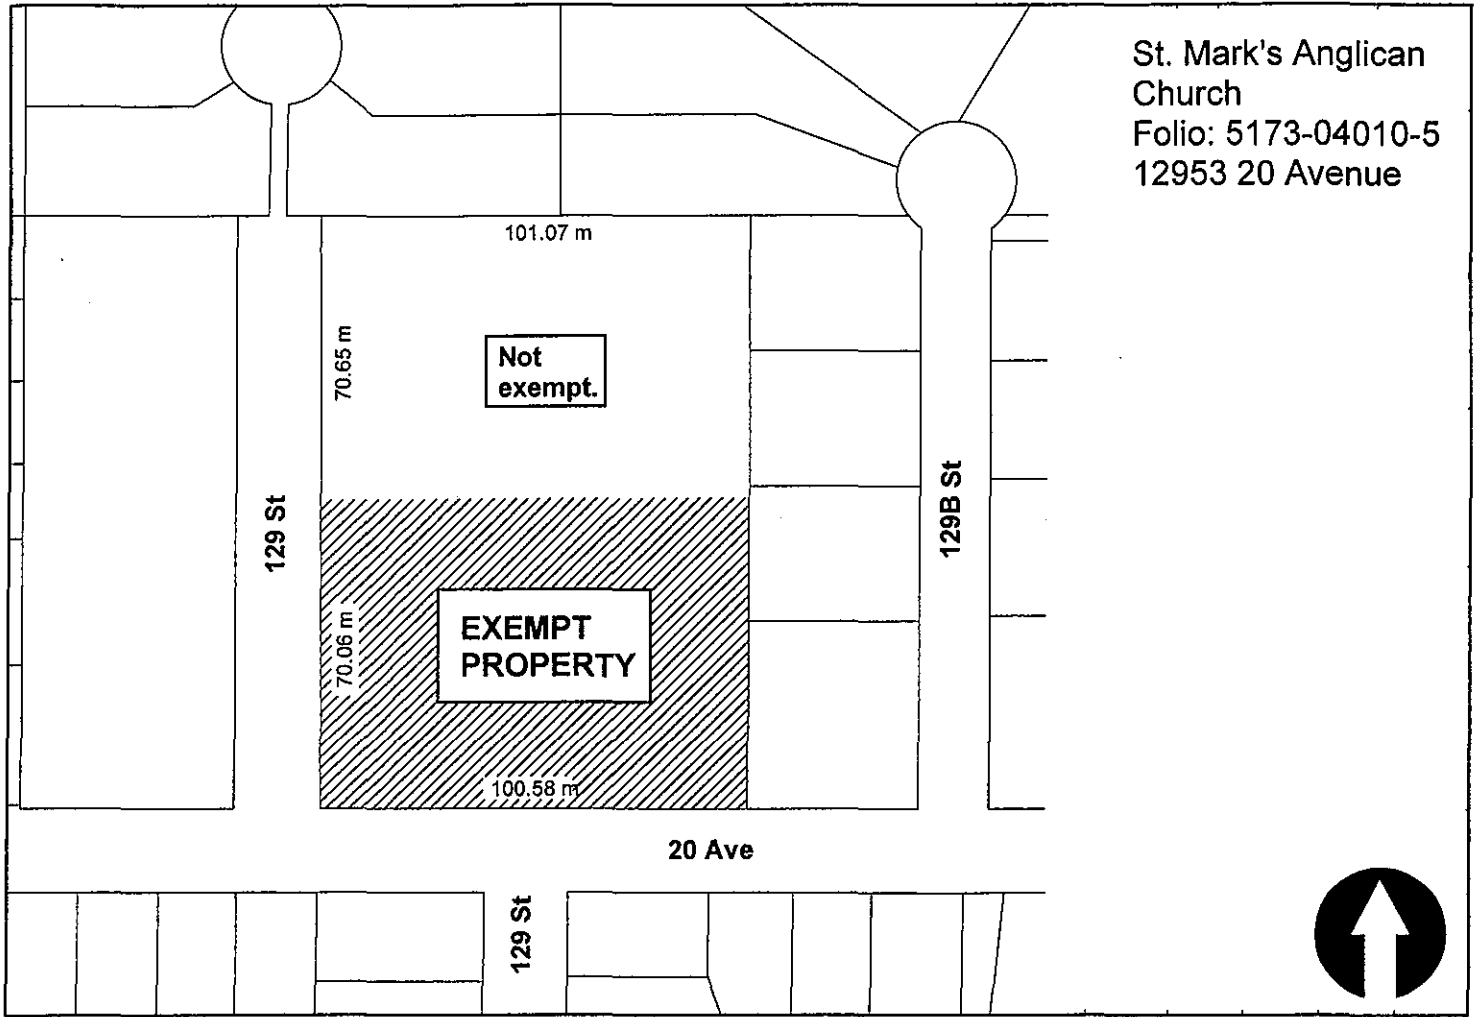 St. Mark's Anglican
Church
Folio: 5173-04010-5
12953 20 Avenue
101.07 m
70.65 m
Not
exempt.
129 St
129B St
70.06 m
EXEMPT
PROPERTY
100.58 m
20 Ave
129 St